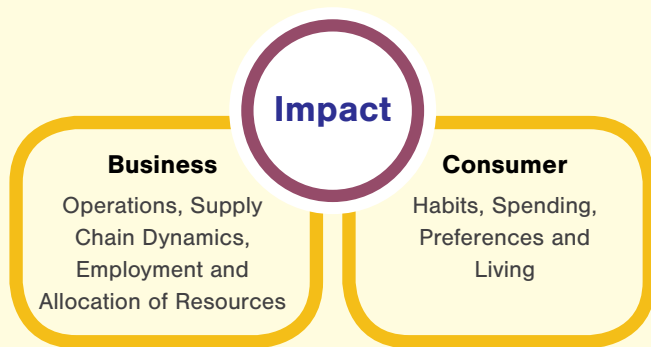 Impact
Business
Operations, Supply
Chain Dynamics,
Employment and
Allocation of Resources
Consumer
Habits, Spending,
Preferences and
Living